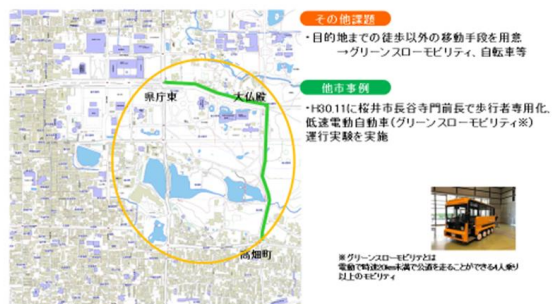 県庁東
大仏殿
高畑町
その他課題
・目的地までの徒歩以外の移動手段を用意
→グリーンスローモビリティ、自転車等
他市事例
・H30.11に桜井市長谷寺門前長で歩行者専用化、
低速電動自動車(グリーンスローモビリティ※)
運行実験を実施
※グリーンスローモビリテとは
電動で時速20km未満で公道を走ることができる4人乗り
以上のモビリティ